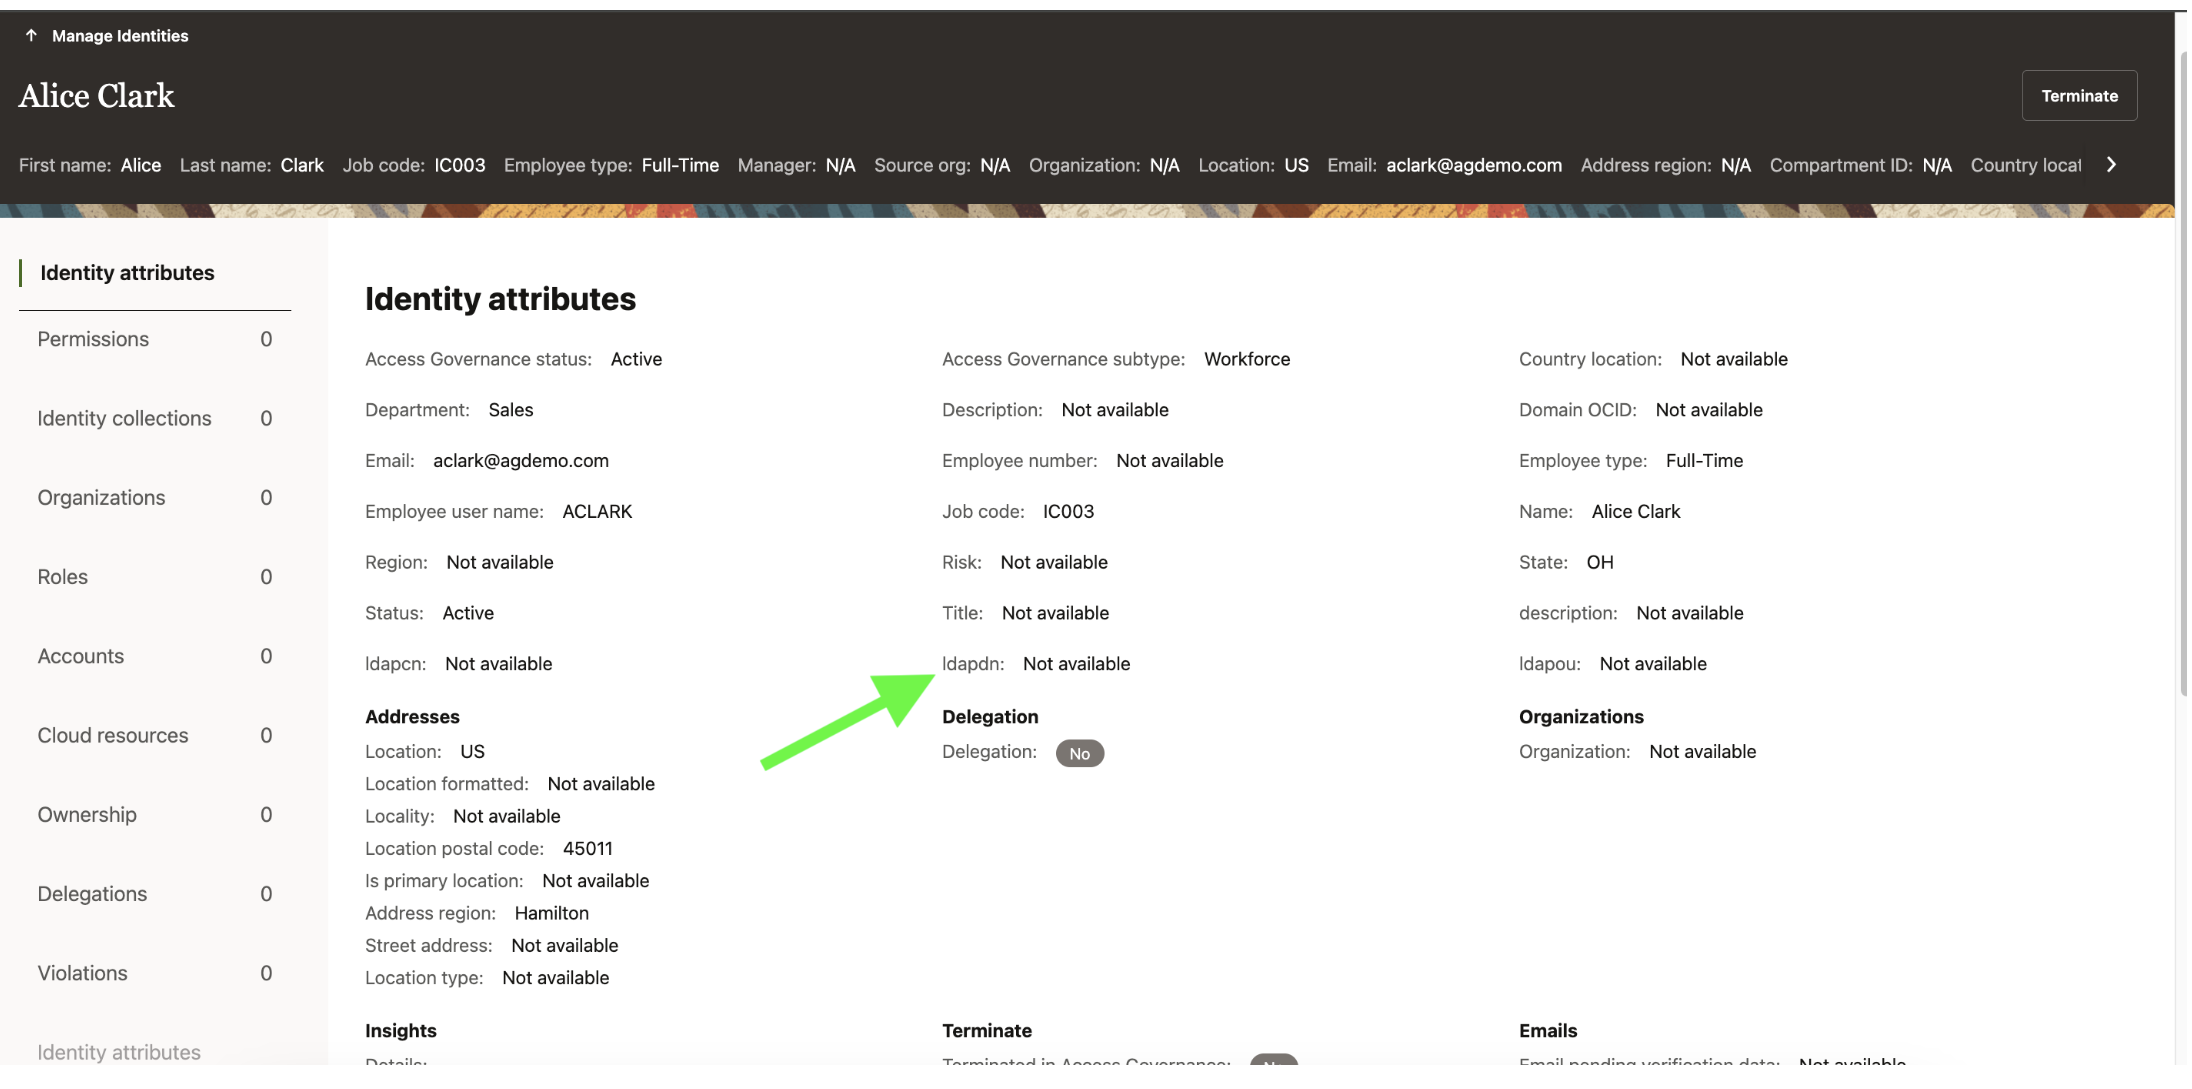 ↑ Manage Identities
Alice Clark
Terminate
First name: Alice Last name: Clark Job code: IC003 Employee type: Full-Time Manager: N/A Source org: N/A Organization: N/A Location: US Email: aclark@agdemo.com Address region: N/A Compartment ID: N/A Country locat
Identity attributes
Permissions 0
Identity collections 0
Organizations 0
Roles 0
Accounts 0
Cloud resources 0
Ownership 0
Delegations 0
Violations 0
Identity attributes
Identity attributes
Access Governance status: Active
Access Governance subtype: Workforce
Country location: Not available
Department: Sales
Description: Not available
Domain OCID: Not available
Email: aclark@agdemo.com
Employee number: Not available
Employee type: Full-Time
Employee user name: ACLARK
Job code: IC003
Name: Alice Clark
Region: Not available
Risk: Not available
State: OH
Status: Active
Title: Not available
description: Not available
ldapcn: Not available
ldapdn: Not available
ldapou: Not available
Addresses
Location: US
Location formatted: Not available
Locality: Not available
Location postal code: 45011
Is primary location: Not available
Address region: Hamilton
Street address: Not available
Location type: Not available
Delegation
Delegation: No
Organizations
Organization: Not available
Insights
Details:
Terminate
Terminated in Access Governance: No
Emails
Email pending verification data: Not available